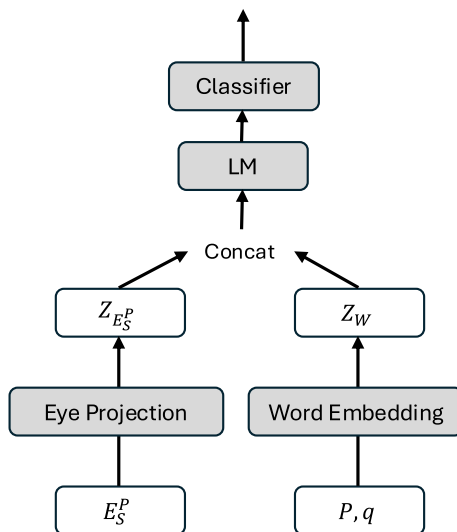 Classifier
LM
Concat
$Z_{E_S^P}$ $Z_W$
Eye Projection Word Embedding
$E_S^P$ $P, q$